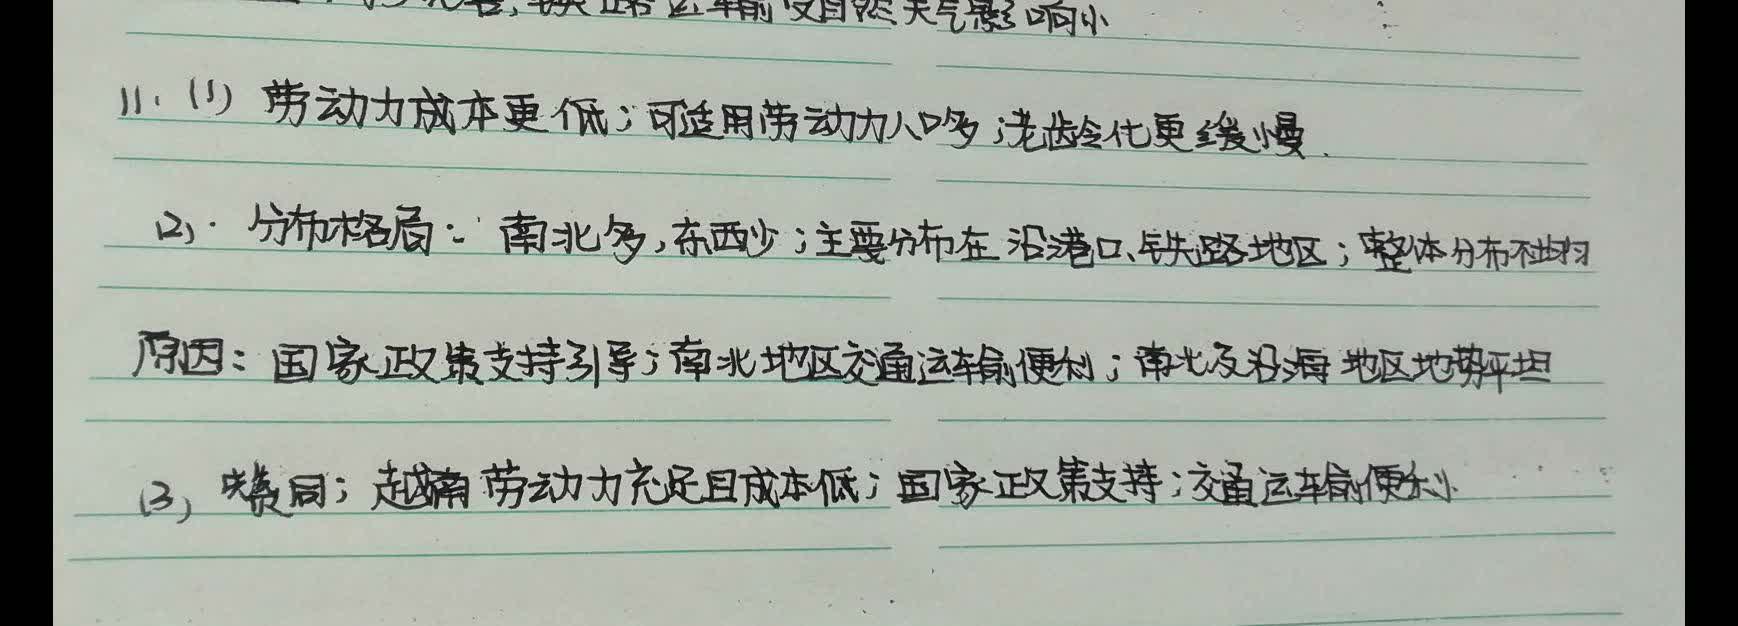 铁路运输受自然天气影响小
11. (1) 劳动力成本更低；可适用劳动力人口多；老龄化更缓慢.
(2). 分布格局：南北多,东西少；主要分布在沿港口、铁路地区；整体分布不均匀
原因：国家政策支持引导；南北地区交通运输便利；南北及沿海地区地势平坦
(3) 赞同；越南劳动力充足且成本低；国家政策支持；交通运输便利